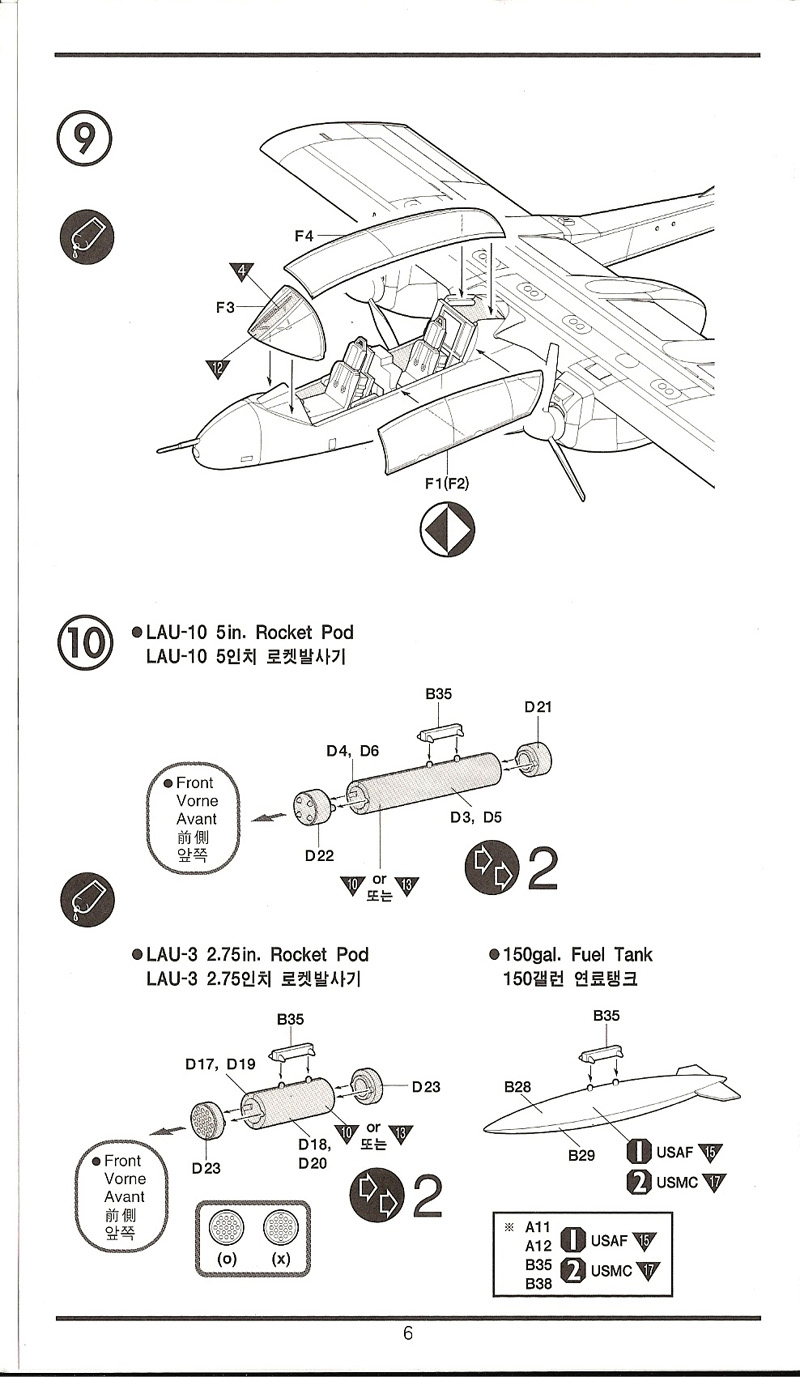 9
F4
4
F3
12
F1(F2)
10
●LAU-10 5in. Rocket Pod
LAU-10 5인치 로켓발사기
B35
D21
D4, D6
●Front
Vorne
Avant
前側
앞쪽
D3, D5
D22
10 or 13
또는
2
●LAU-3 2.75in. Rocket Pod
LAU-3 2.75인치 로켓발사기
●150gal. Fuel Tank
150갤런 연료탱크
B35
D17, D19
D23
D23
D18,
D20
10 or 13
또는
●Front
Vorne
Avant
前側
앞쪽
2
(o) (x)
B35
B28
B29
1 USAF 15
2 USMC 17
※ A11
A12
B35
B38
1 USAF 15
2 USMC 17
6